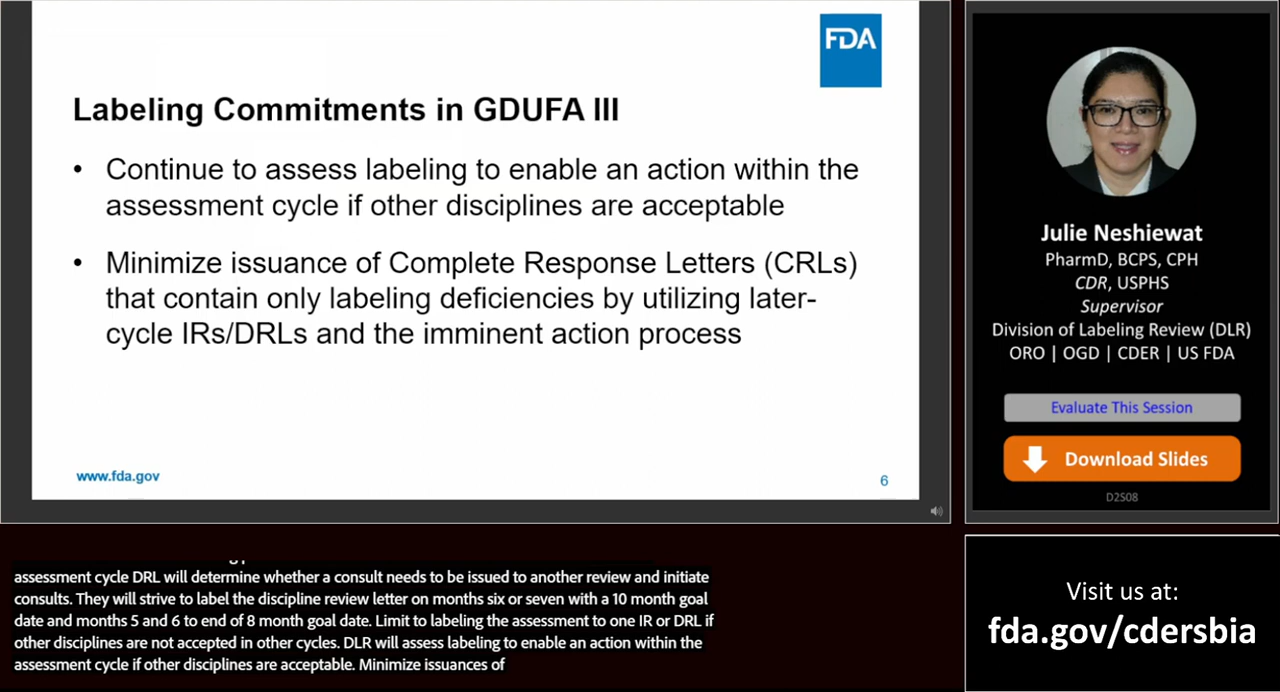 FDA
Labeling Commitments in GDUFA III
• Continue to assess labeling to enable an action within the
assessment cycle if other disciplines are acceptable
• Minimize issuance of Complete Response Letters (CRLs)
that contain only labeling deficiencies by utilizing later-
cycle IRs/DRLs and the imminent action process
www.fda.gov
6
Julie Neshiewat
PharmD, BCPS, CPH
CDR, USPHS
Supervisor
Division of Labeling Review (DLR)
ORO | OGD | CDER | US FDA
Evaluate This Session
Download Slides
D2S08
assessment cycle DRL will determine whether a consult needs to be issued to another review and initiate
consults. They will strive to label the discipline review letter on months six or seven with a 10 month goal
date and months 5 and 6 to end of 8 month goal date. Limit to labeling the assessment to one IR or DRL if
other disciplines are not accepted in other cycles. DLR will assess labeling to enable an action within the
assessment cycle if other disciplines are acceptable. Minimize issuances of
Visit us at:
fda.gov/cdersbia